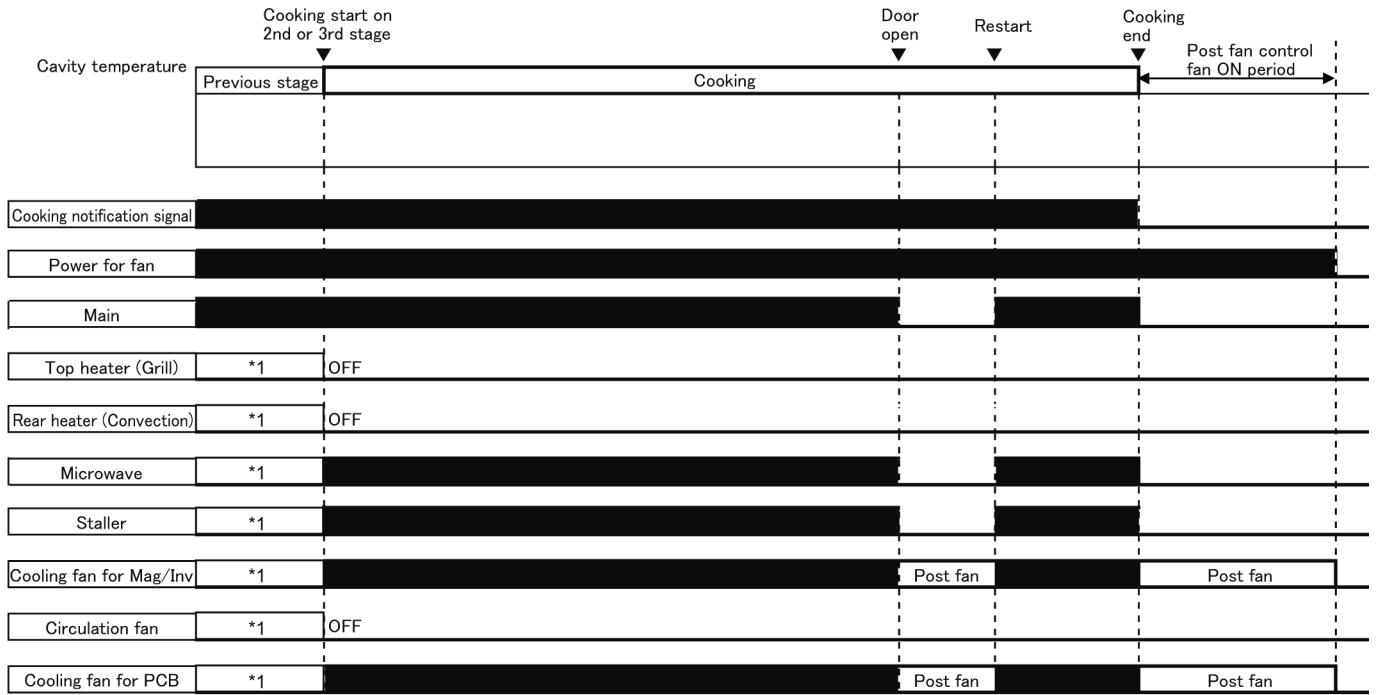 Cooking start on
2nd or 3rd stage
Door
open
Restart
Cooking
end
Post fan control
fan ON period
Cavity temperature
Previous stage
Cooking
Cooking notification signal
Power for fan
Main
Top heater (Grill)
*1
OFF
Rear heater (Convection)
*1
OFF
Microwave
*1
Staller
*1
Cooling fan for Mag/Inv
*1
Post fan
Post fan
Circulation fan
*1
OFF
Cooling fan for PCB
*1
Post fan
Post fan